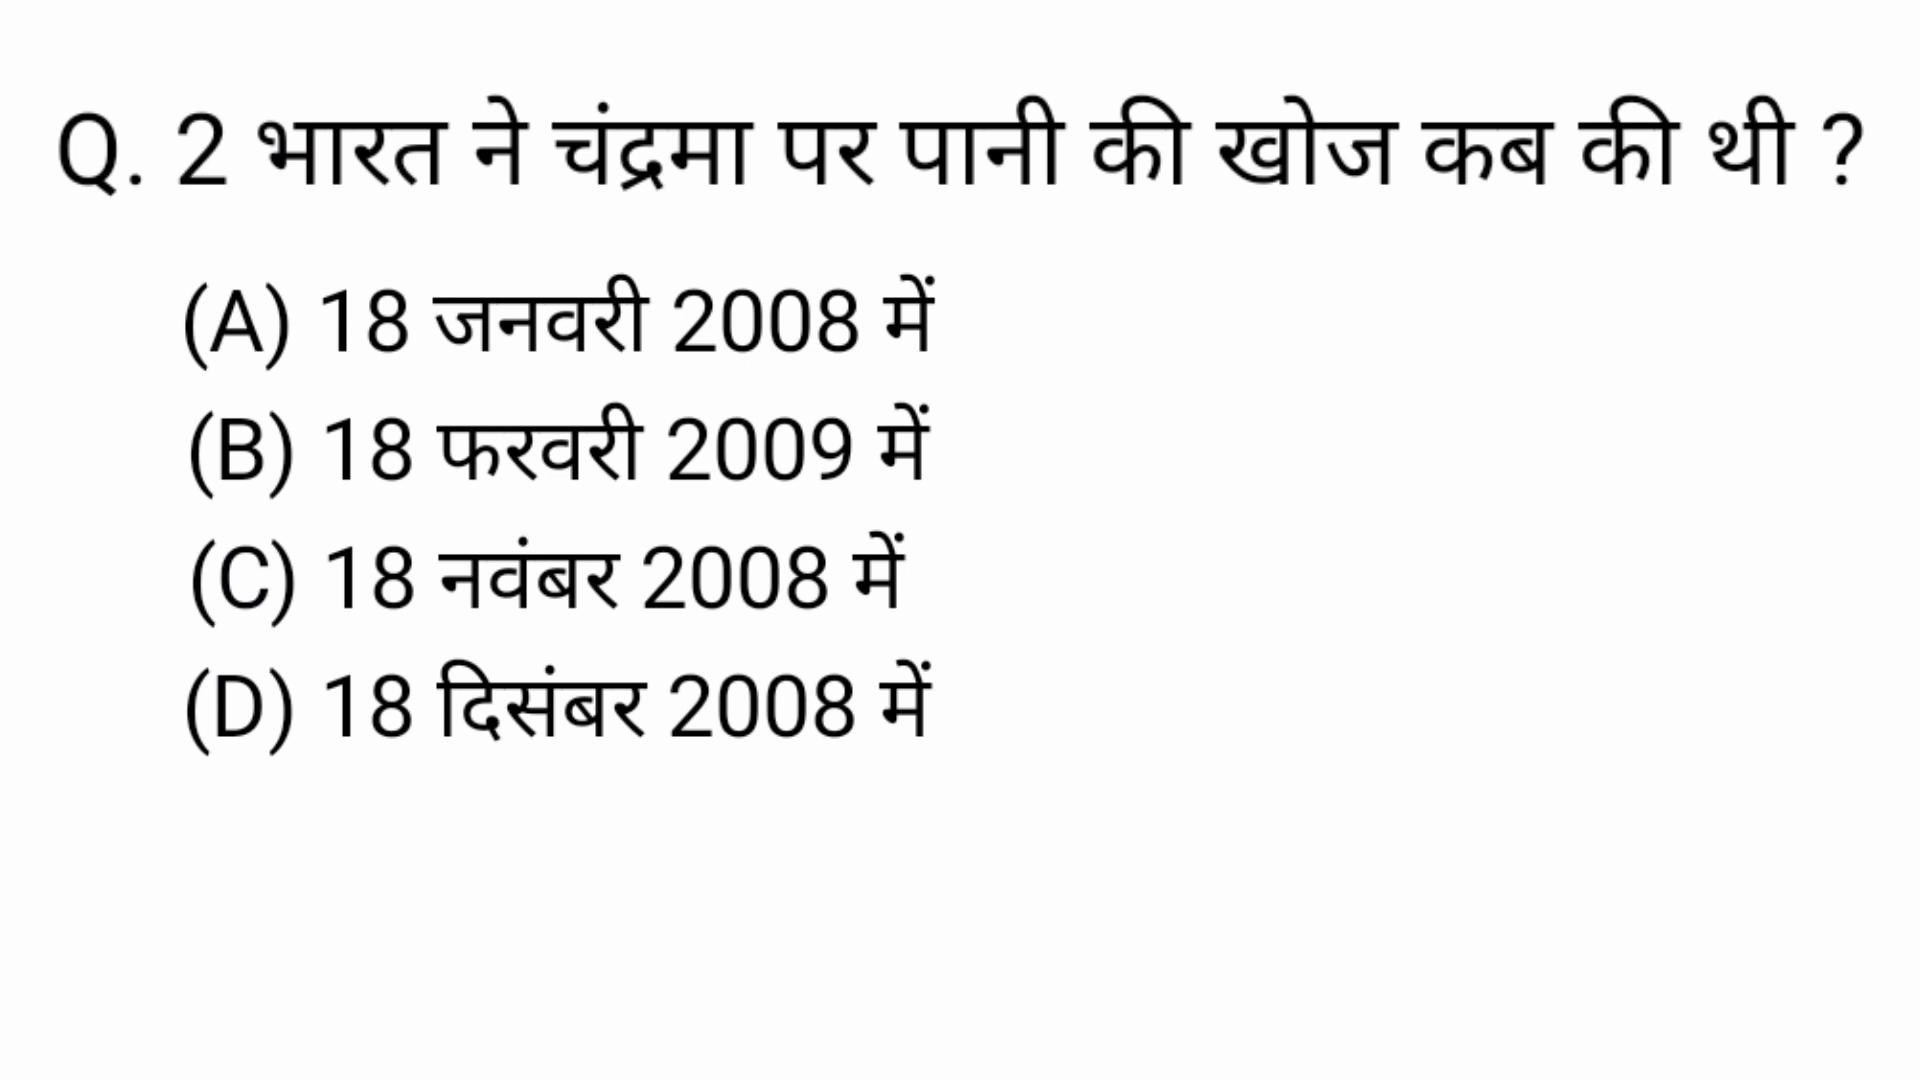 Q. 2 भारत ने चंद्रमा पर पानी की खोज कब की थी ?
(A) 18 जनवरी 2008 में
(B) 18 फरवरी 2009 में
(C) 18 नवंबर 2008 में
(D) 18 दिसंबर 2008 में